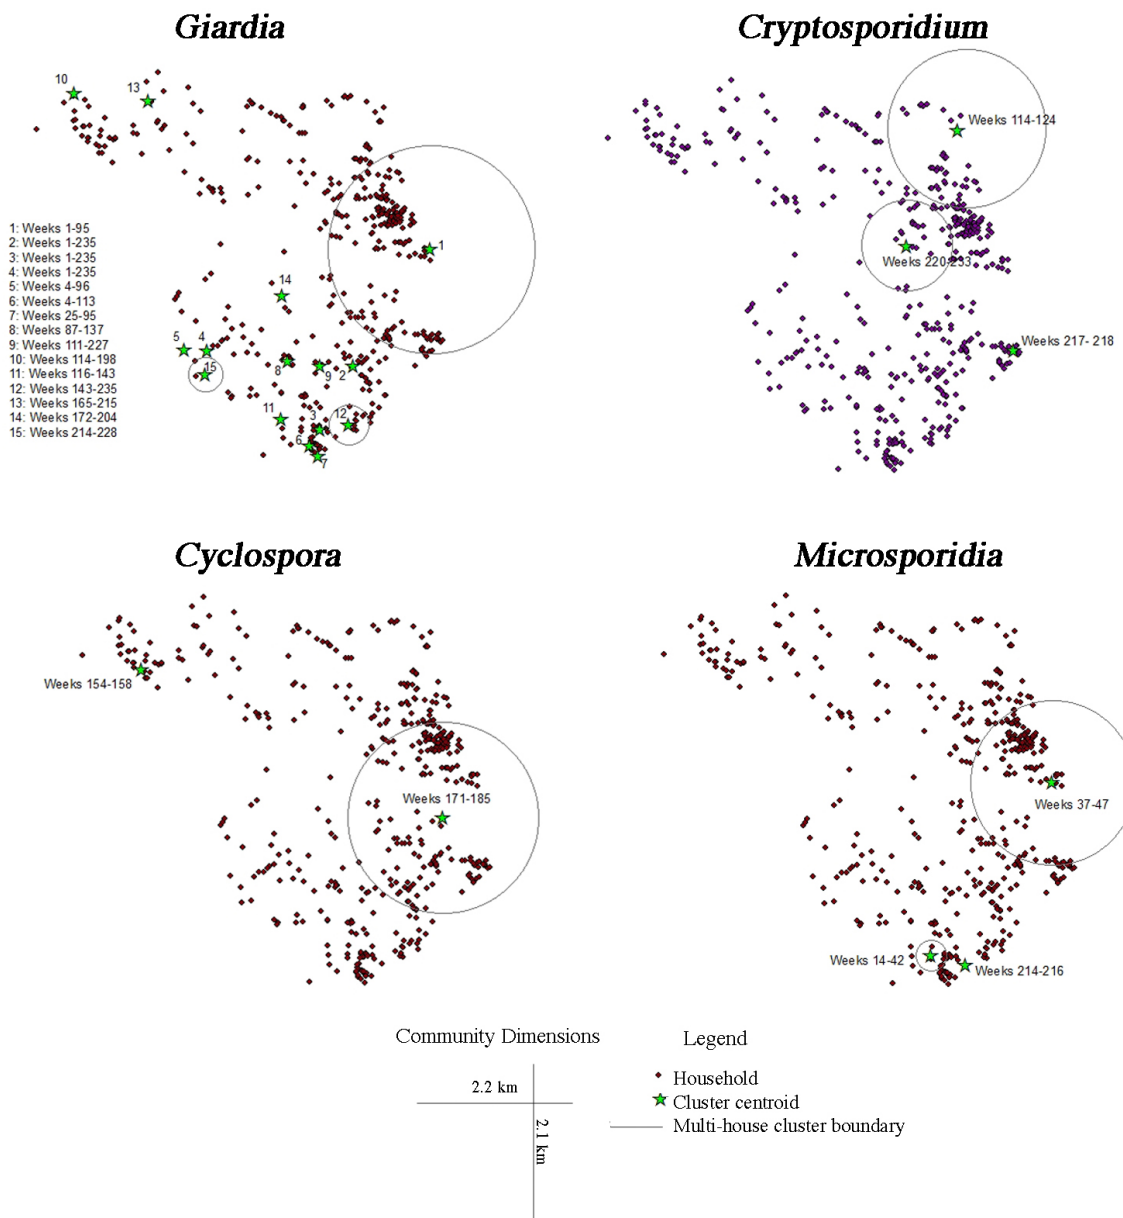 Giardia
Cryptosporidium
10
13
Weeks 114-124
1: Weeks 1-95
2: Weeks 1-235
3: Weeks 1-235
4: Weeks 1-235
5: Weeks 4-96
6: Weeks 4-113
7: Weeks 25-95
8: Weeks 87-137
9: Weeks 111-227
10: Weeks 114-198
11: Weeks 116-143
12: Weeks 143-235
13: Weeks 165-215
14: Weeks 172-204
15: Weeks 214-228
1
14
5
4
15
8
9
2
11
3
12
6
7
Weeks 220-233
Weeks 217- 218
Cyclospora
Microsporidia
Weeks 154-158
Weeks 171-185
Weeks 37-47
Weeks 14-42
Weeks 214-216
Community Dimensions
2.2 km
2.1 km
Legend
Household
Cluster centroid
Multi-house cluster boundary